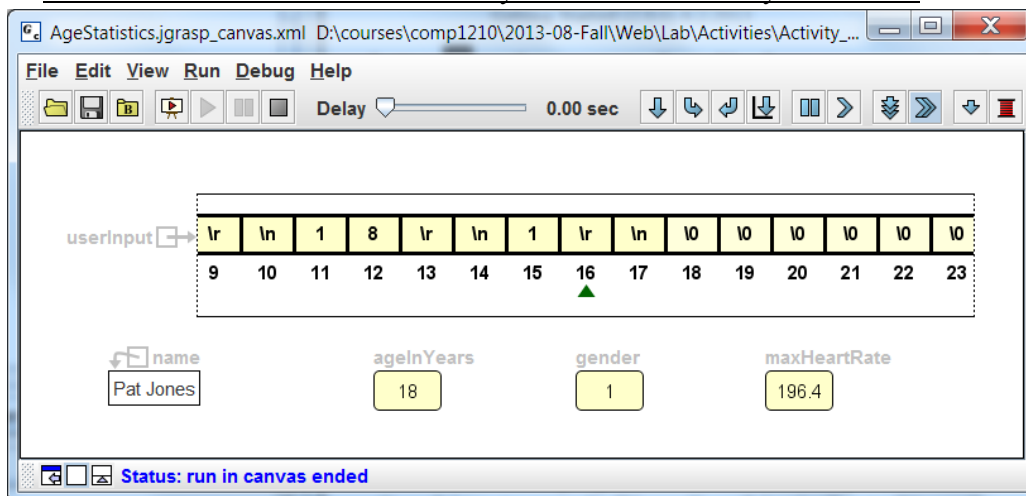 AgeStatistics.jgrasp_canvas.xml D:\courses\comp1210\2013-08-Fall\Web\Lab\Activities\Activity_...
File Edit View Run Debug Help
Delay 0.00 sec
userInput \r \n 1 8 \r \n 1 \r \n \0 \0 \0 \0 \0 \0
9 10 11 12 13 14 15 16 17 18 19 20 21 22 23
name ageInYears gender maxHeartRate
Pat Jones 18 1 196.4
Status: run in canvas ended